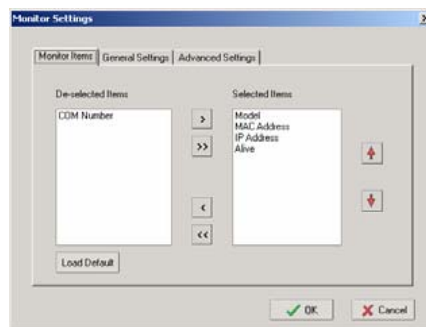 Monitor Settings
Monitor Items General Settings Advanced Settings
De-selected Items Selected Items
COM Number
Model
MAC Address
IP Address
Alive
>
>>
<
<<
Load Default
OK Cancel